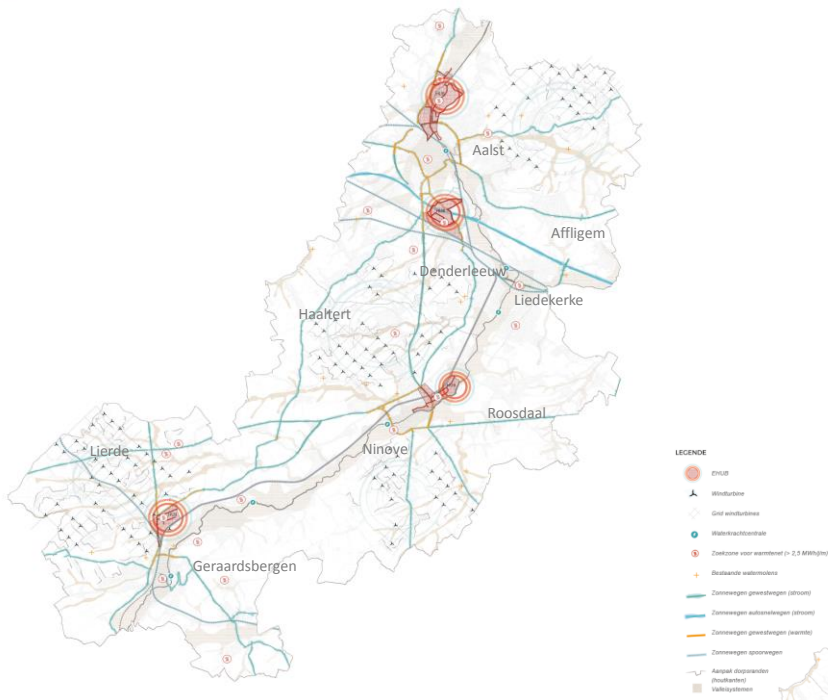 Aalst
Affligem
Denderleeuw
Liedekerke
Haaltert
Roosdaal
Ninove
Lierde
Geraardsbergen
LEGENDE
EHUB
Windturbine
Grid windturbines
Waterkrachtcentrale
Zoekzone voor warmtenet (> 2,5 MWh/j/m)
Bestaande watermolens
Zonnewegen gewestwegen (stroom)
Zonnewegen autosnelwegen (stroom)
Zonnewegen gewestwegen (warmte)
Zonnewegen spoorwegen
Aanpak dorpsranden
(houtkanten)
Valleisystemen